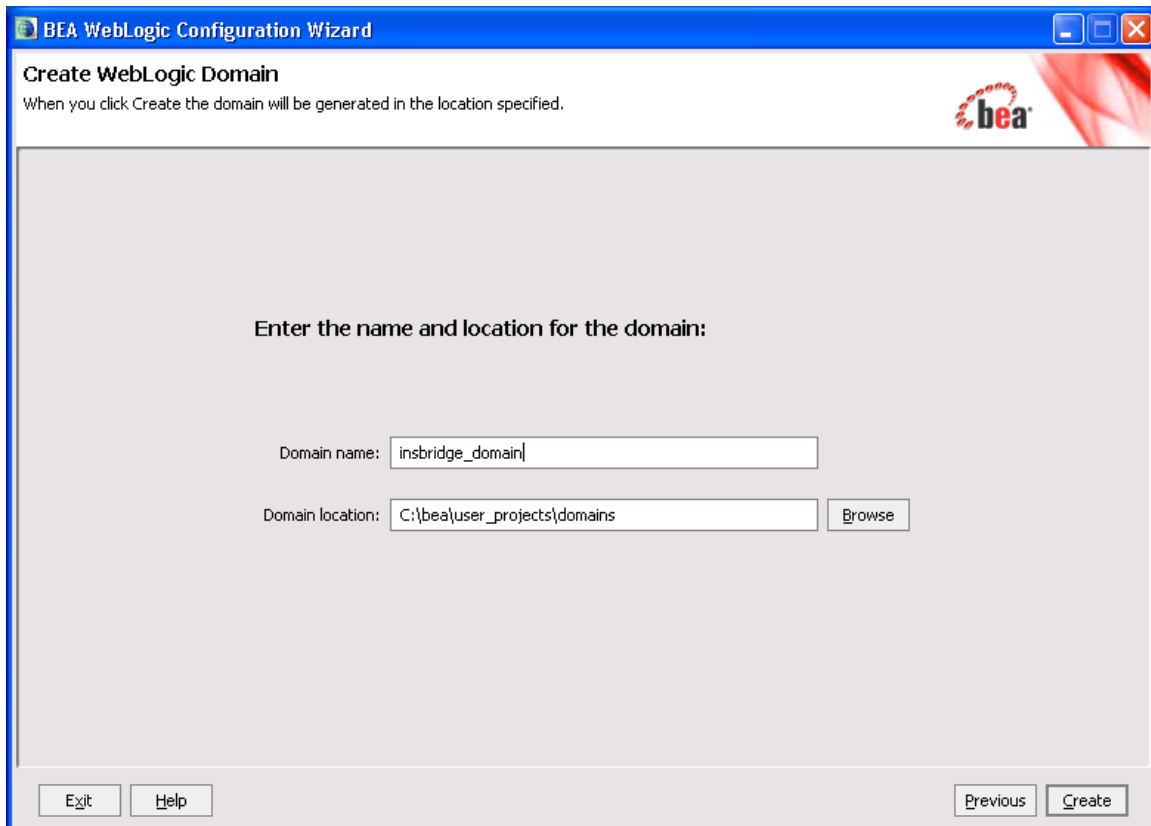 BEA WebLogic Configuration Wizard
Create WebLogic Domain
When you click Create the domain will be generated in the location specified.
bea
Enter the name and location for the domain:
Domain name: insbridge_domain
Domain location: C:\bea\user_projects\domains Browse
Exit Help Previous Create